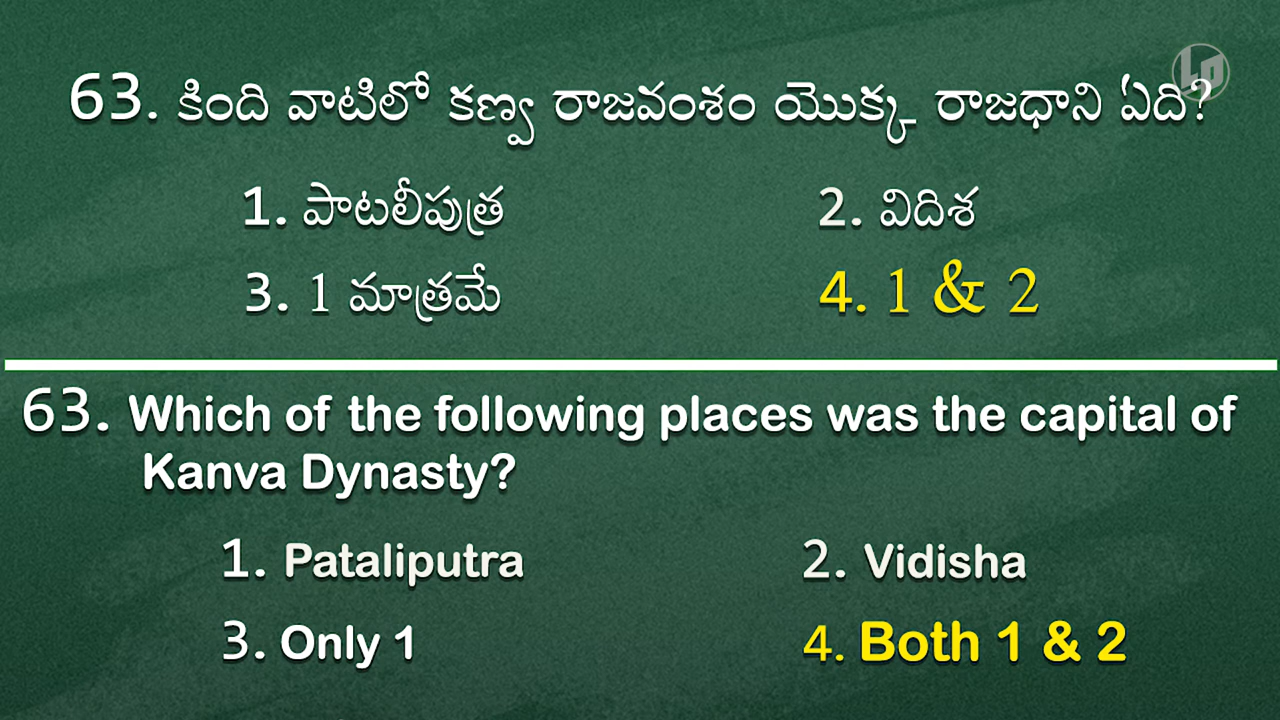 63. కింది వాటిలో కణ్వ రాజవంశం యొక్క రాజధాని ఏది?
1. పాటలీపుత్ర
2. విదిశ
3. 1 మాత్రమే
4. 1 & 2
63. Which of the following places was the capital of
Kanva Dynasty?
1. Pataliputra
2. Vidisha
3. Only 1
4. Both 1 & 2